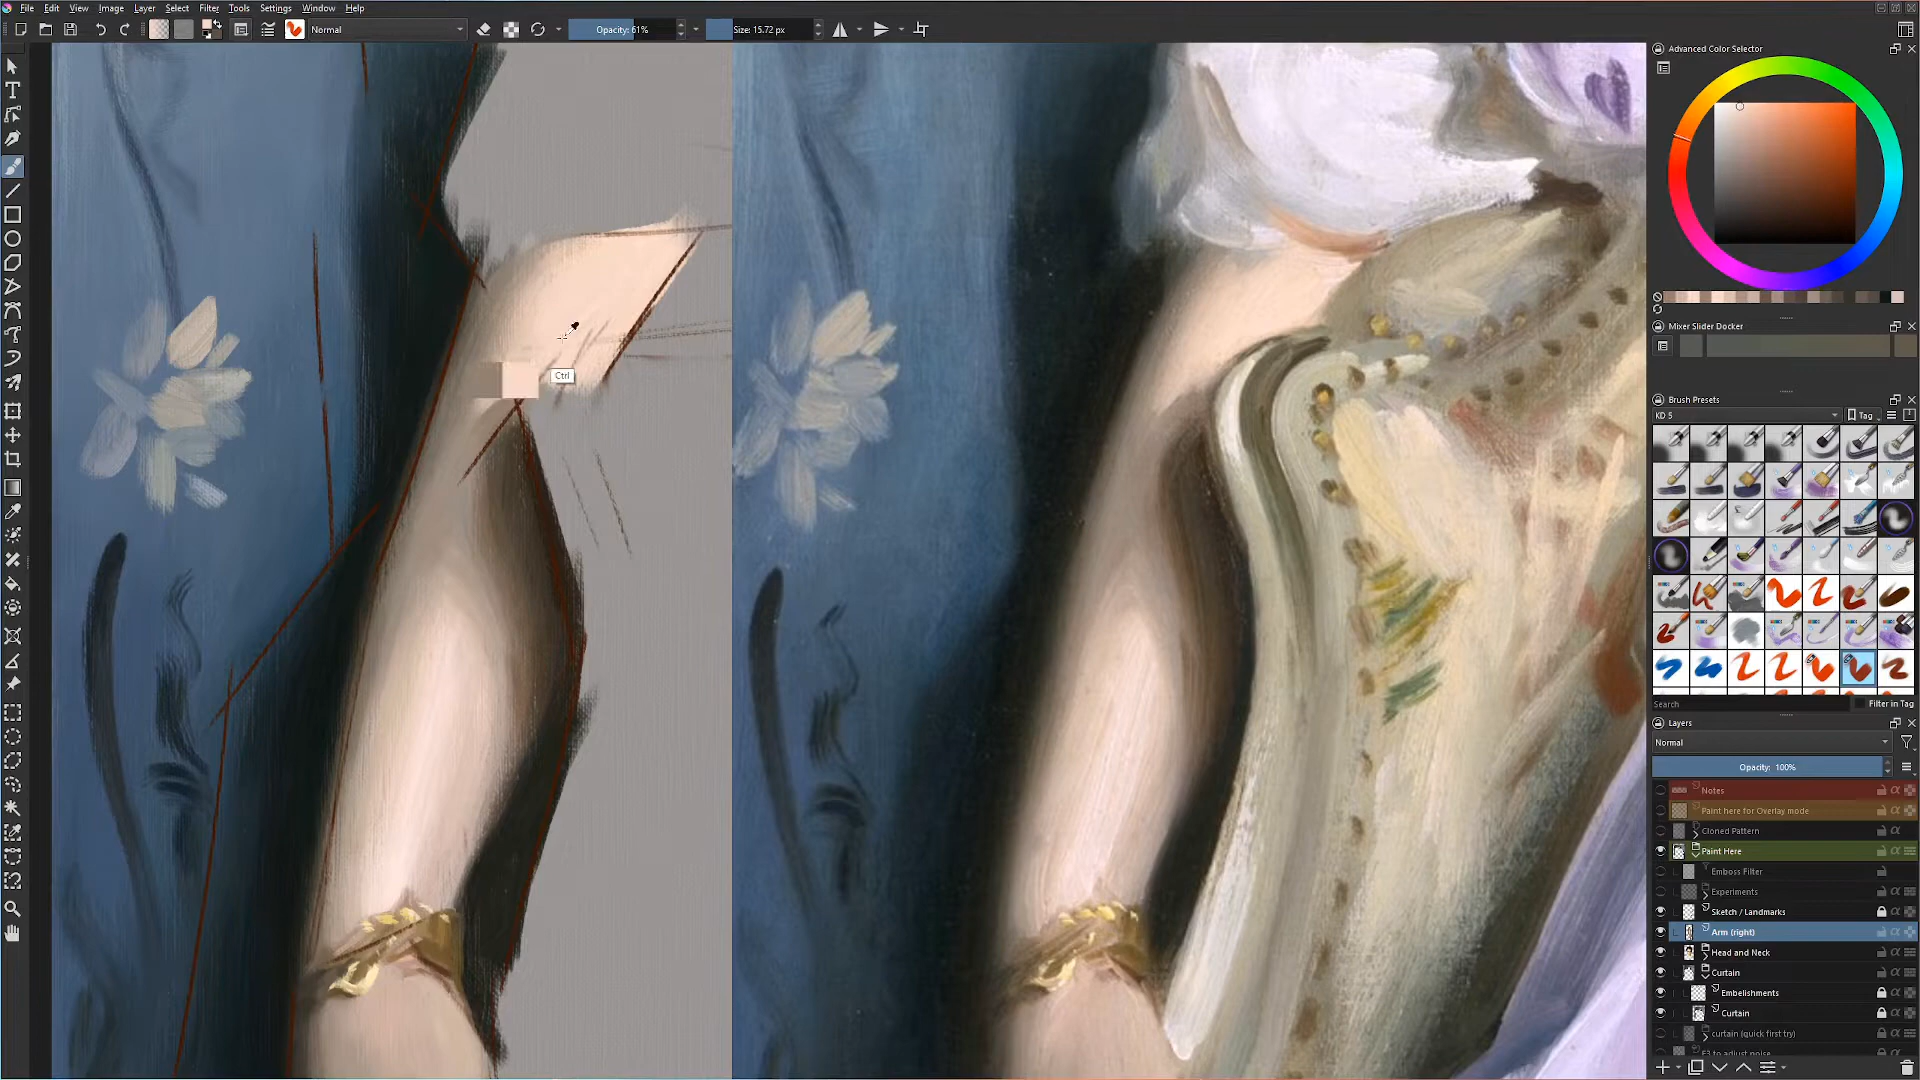 File Edit View Image Layer Select Filter Tools Settings Window Help
Normal
Opacity: 61%
Size: 15.72 px
Advanced Color Selector
Ctrl
Mixer Slider Docker
Brush Presets
KD 5
Tag
Search
Filter in Tag
Layers
Normal
Opacity: 100%
Notes
Paint here for Overlay mode
Cloned Pattern
Paint Here
Emboss Filter
Experiments
Sketch / Landmarks
Arm (right)
Head and Neck
Curtain
Embelishments
Curtain
curtain (quick first try)